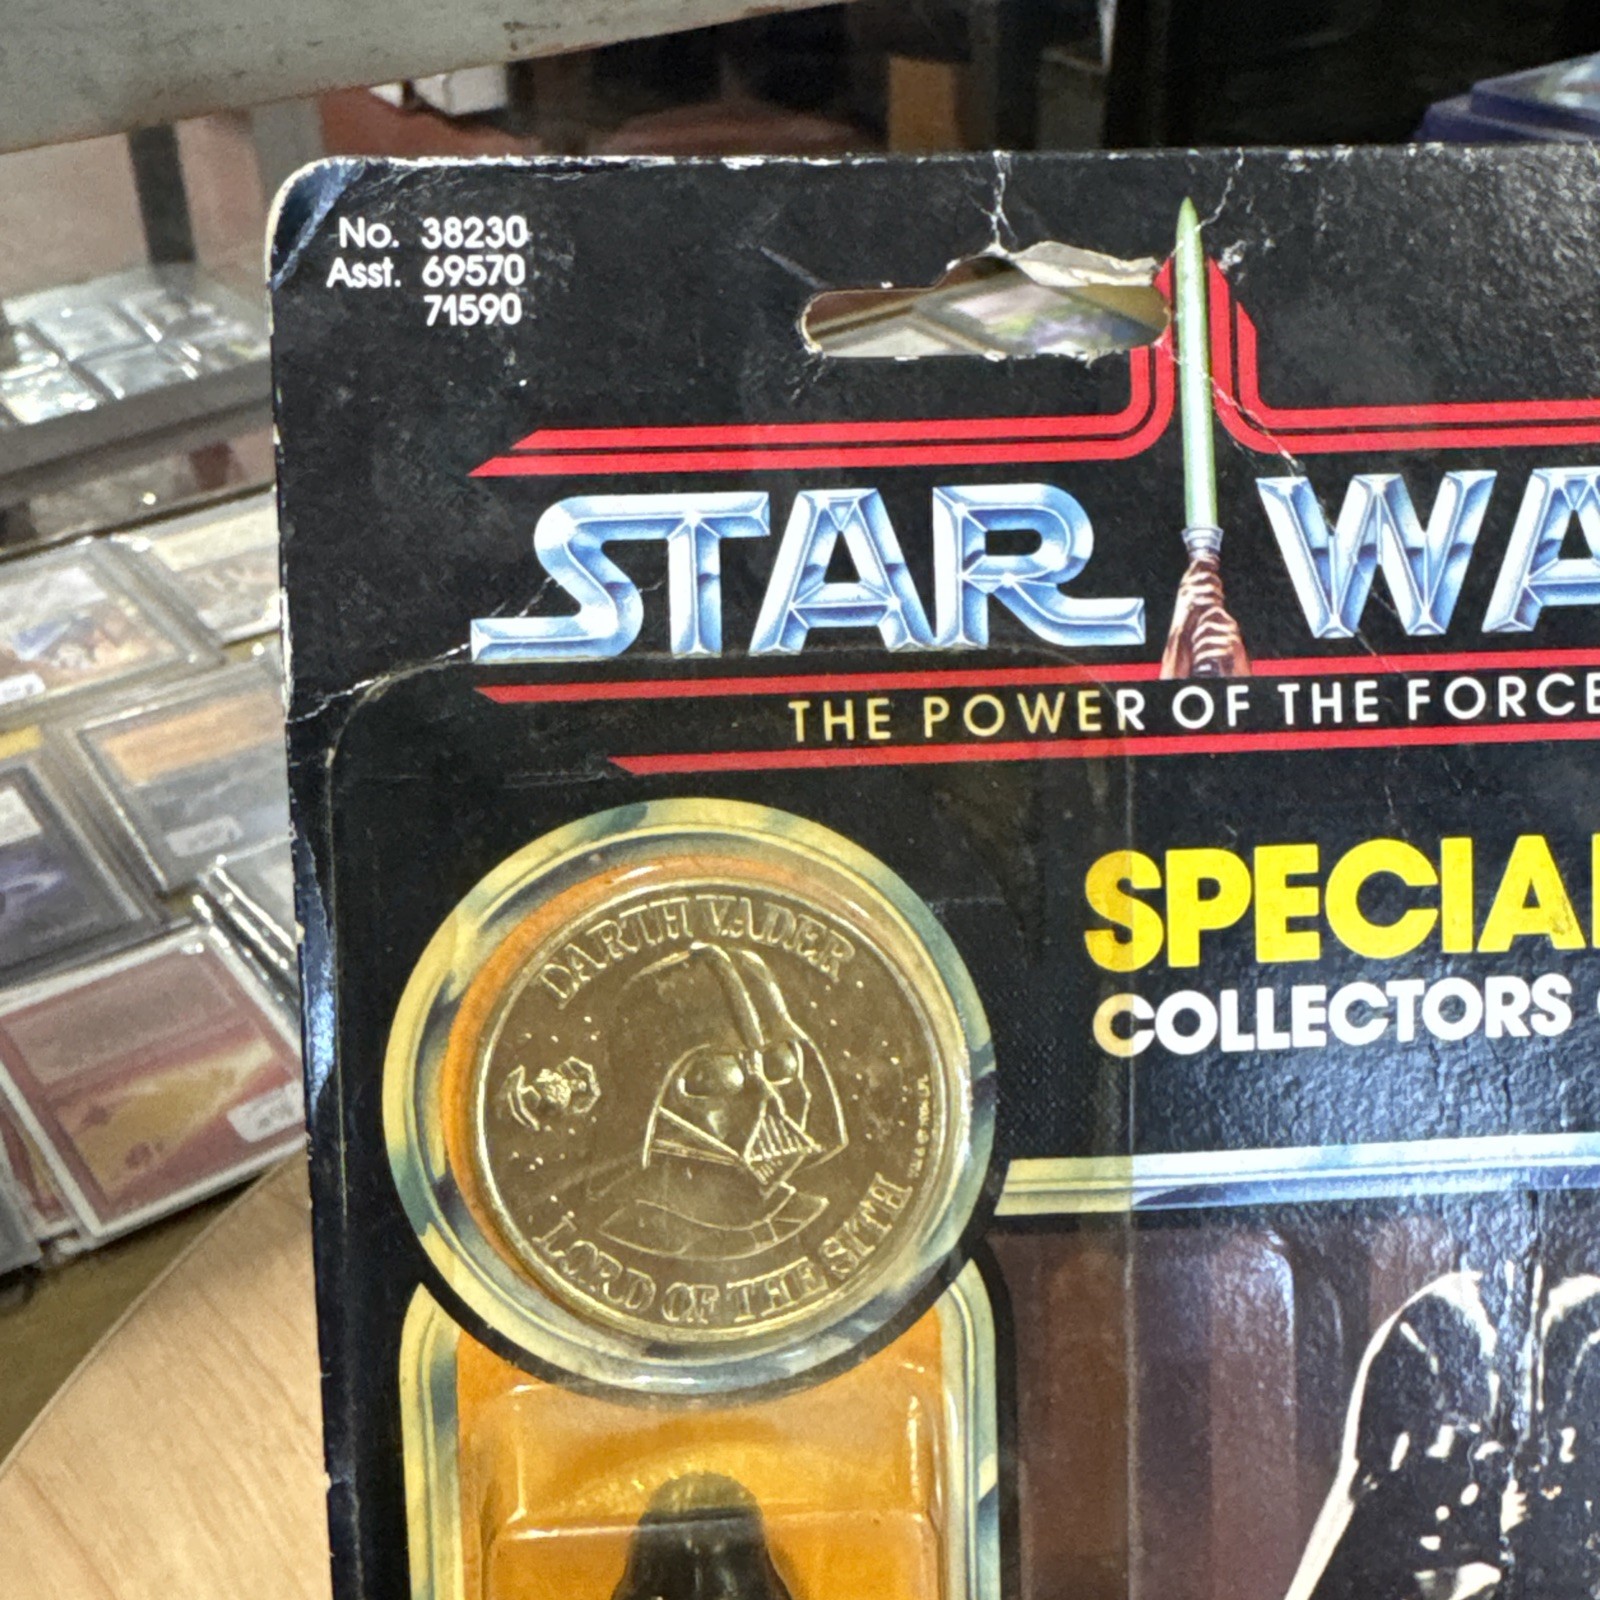 No. 38230
Asst. 69570
71590
STAR WA
THE POWER OF THE FORCE
SPECIAL
COLLECTORS
DARTH VADER
LORD OF THE SITH